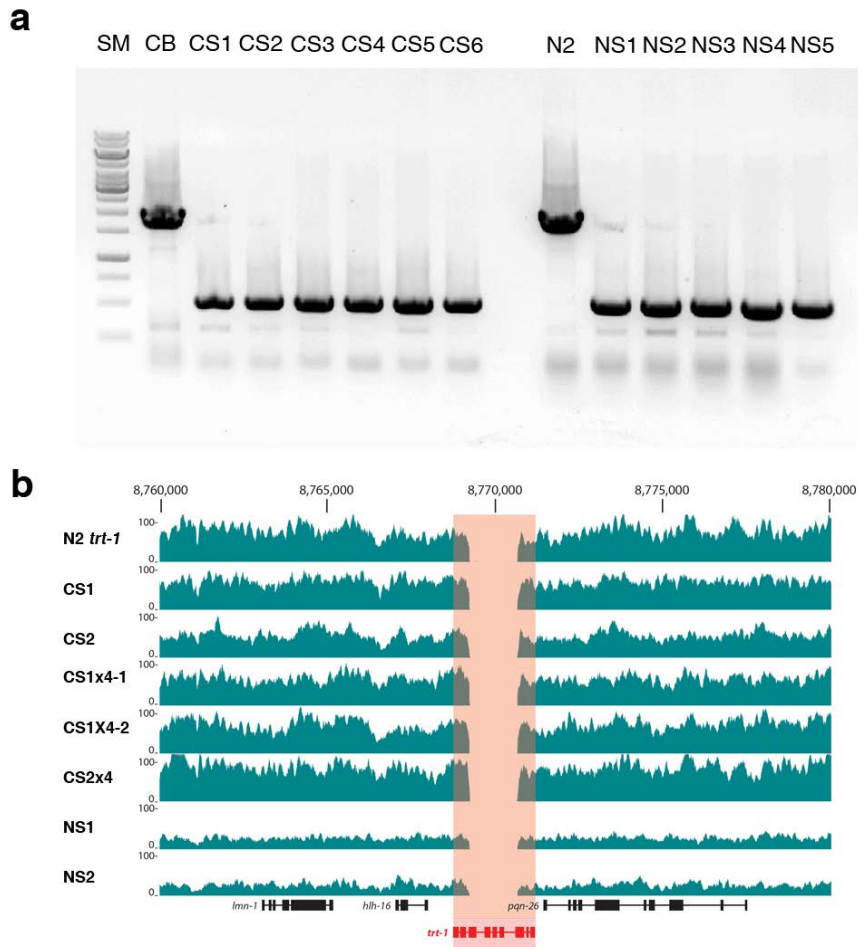 a
SM CB CS1 CS2 CS3 CS4 CS5 CS6 N2 NS1 NS2 NS3 NS4 NS5
b
8,760,000 8,765,000 8,770,000 8,775,000 8,780,000
100-
N2 trt-1
0-
100-
CS1
0-
100-
CS2
0-
100-
CS1x4-1
0-
100-
CS1X4-2
0-
100-
CS2x4
0-
100-
NS1
0-
100-
NS2
0-
lmn-1 hlh-16 pqn-26
trt-1